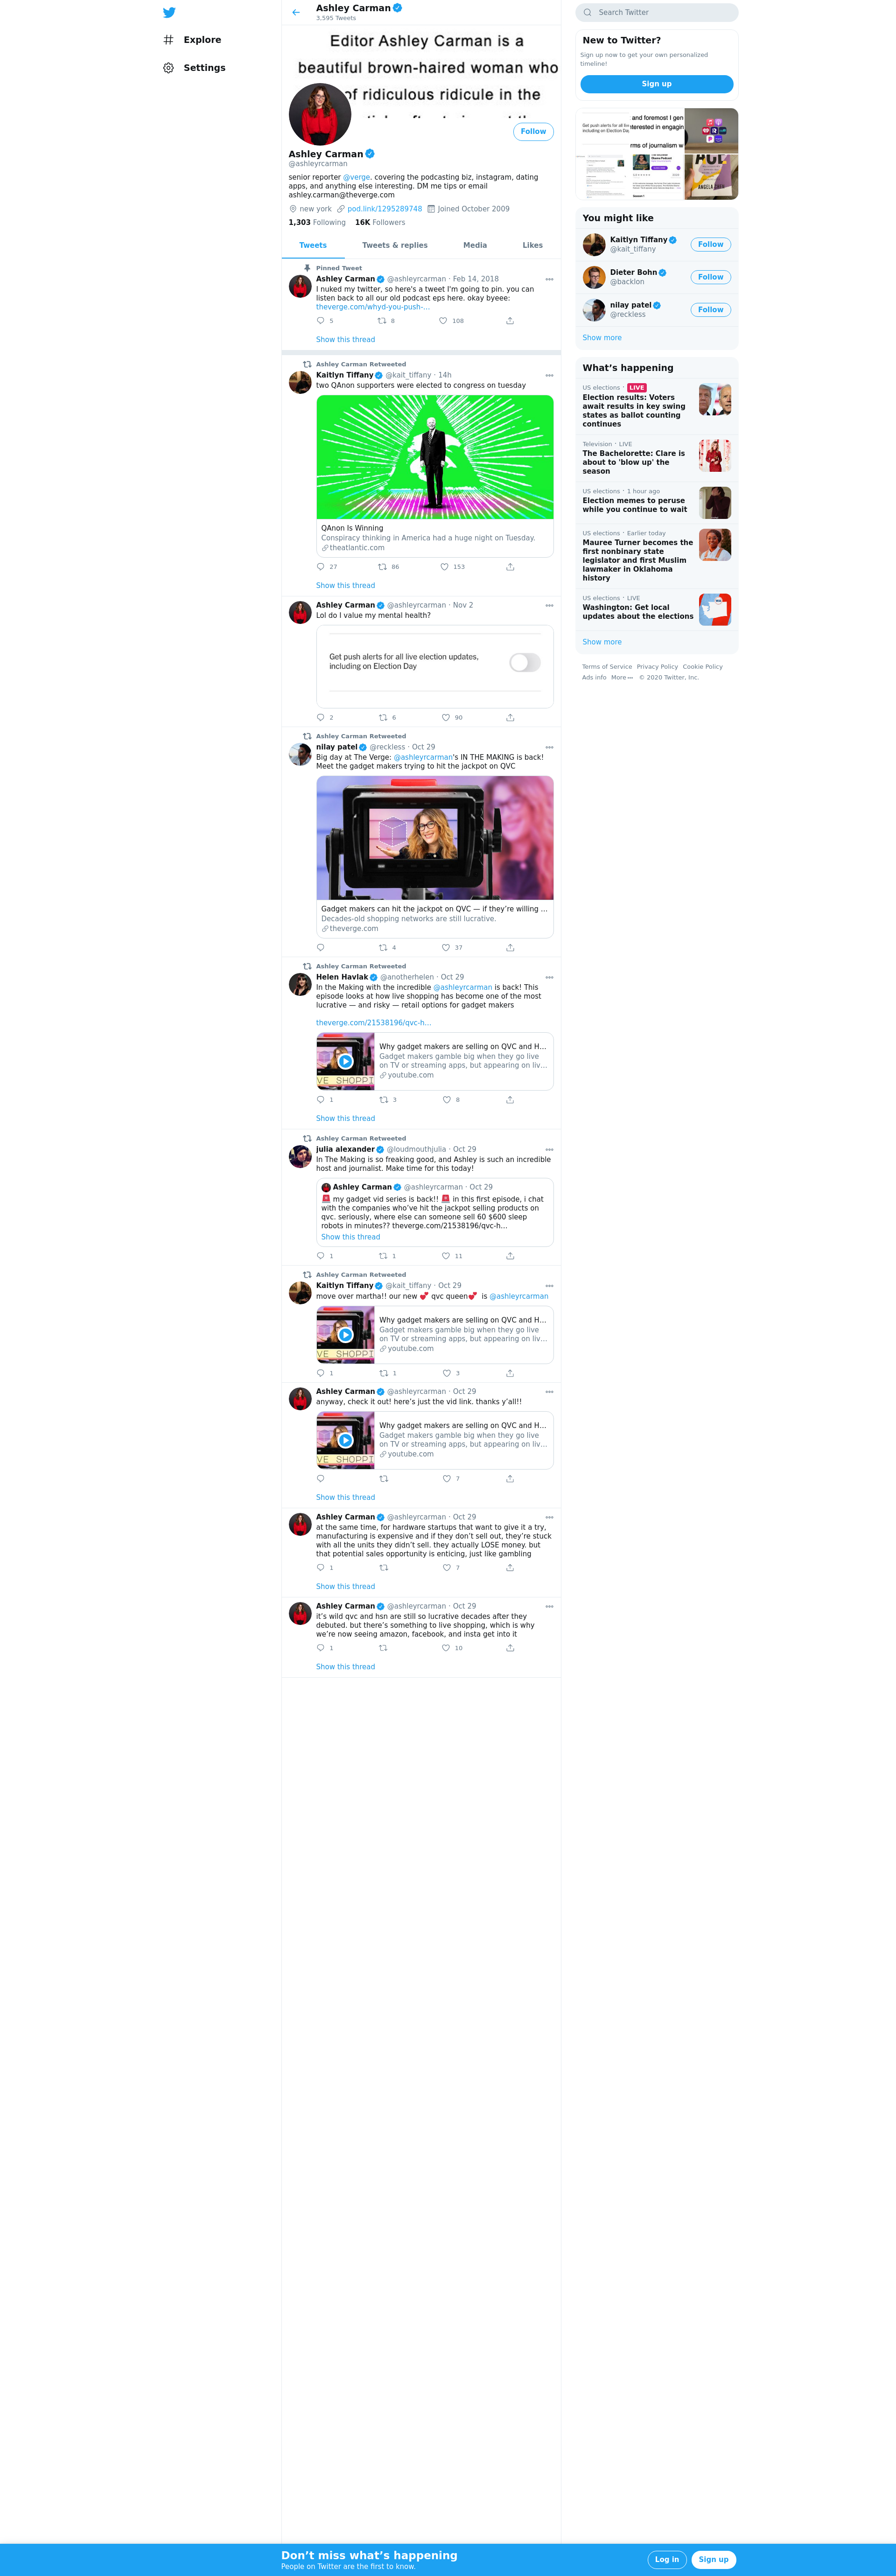 Explore
Settings
Ashley Carman
3,595 Tweets
Editor Ashley Carman is a
beautiful brown-haired woman who
of ridiculous ridicule in the
Follow
Ashley Carman
@ashleyrcarman
senior reporter @verge. covering the podcasting biz, instagram, dating
apps, and anything else interesting. DM me tips or email
ashley.carman@theverge.com
new york pod.link/1295289748 Joined October 2009
1,303 Following 16K Followers
Tweets Tweets & replies Media Likes
Pinned Tweet
Ashley Carman @ashleyrcarman · Feb 14, 2018
I nuked my twitter, so here's a tweet I'm going to pin. you can
listen back to all our old podcast eps here. okay byeee:
theverge.com/whyd-you-push-...
5 8 108
Show this thread
Ashley Carman Retweeted
Kaitlyn Tiffany @kait_tiffany · 14h
two QAnon supporters were elected to congress on tuesday
QAnon Is Winning
Conspiracy thinking in America had a huge night on Tuesday.
theatlantic.com
27 86 153
Show this thread
Ashley Carman @ashleyrcarman · Nov 2
Lol do I value my mental health?
Get push alerts for all live election updates,
including on Election Day
2 6 90
Ashley Carman Retweeted
nilay patel @reckless · Oct 29
Big day at The Verge: @ashleyrcarman's IN THE MAKING is back!
Meet the gadget makers trying to hit the jackpot on QVC
Gadget makers can hit the jackpot on QVC — if they’re willing ...
Decades-old shopping networks are still lucrative.
theverge.com
4 37
Ashley Carman Retweeted
Helen Havlak @anotherhelen · Oct 29
In the Making with the incredible @ashleyrcarman is back! This
episode looks at how live shopping has become one of the most
lucrative — and risky — retail options for gadget makers
theverge.com/21538196/qvc-h...
VE SHOPPI
Why gadget makers are selling on QVC and H...
Gadget makers gamble big when they go live
on TV or streaming apps, but appearing on liv...
youtube.com
1 3 8
Show this thread
Ashley Carman Retweeted
julia alexander @loudmouthjulia · Oct 29
In The Making is so freaking good, and Ashley is such an incredible
host and journalist. Make time for this today!
Ashley Carman @ashleyrcarman · Oct 29
🚨 my gadget vid series is back!! 🚨 in this first episode, i chat
with the companies who’ve hit the jackpot selling products on
qvc. seriously, where else can someone sell 60 $600 sleep
robots in minutes?? theverge.com/21538196/qvc-h...
Show this thread
1 1 11
Ashley Carman Retweeted
Kaitlyn Tiffany @kait_tiffany · Oct 29
move over martha!! our new 💕 qvc queen💕 is @ashleyrcarman
VE SHOPPI
Why gadget makers are selling on QVC and H...
Gadget makers gamble big when they go live
on TV or streaming apps, but appearing on liv...
youtube.com
1 1 3
Ashley Carman @ashleyrcarman · Oct 29
anyway, check it out! here’s just the vid link. thanks y’all!!
VE SHOPPI
Why gadget makers are selling on QVC and H...
Gadget makers gamble big when they go live
on TV or streaming apps, but appearing on liv...
youtube.com
7
Show this thread
Ashley Carman @ashleyrcarman · Oct 29
at the same time, for hardware startups that want to give it a try,
manufacturing is expensive and if they don’t sell out, they’re stuck
with all the units they didn’t sell. they actually LOSE money. but
that potential sales opportunity is enticing, just like gambling
1 7
Show this thread
Ashley Carman @ashleyrcarman · Oct 29
it’s wild qvc and hsn are still so lucrative decades after they
debuted. but there’s something to live shopping, which is why
we’re now seeing amazon, facebook, and insta get into it
1 10
Show this thread
Search Twitter
New to Twitter?
Sign up now to get your own personalized
timeline!
Sign up
Get push alerts for all live
including on Election Day
and foremost I gen
terested in engagin
rms of journalism w
ANGELA CHEN
You might like
Kaitlyn Tiffany
@kait_tiffany
Follow
Dieter Bohn
@backlon
Follow
nilay patel
@reckless
Follow
Show more
What’s happening
US elections · LIVE
Election results: Voters
await results in key swing
states as ballot counting
continues
Television · LIVE
The Bachelorette: Clare is
about to 'blow up' the
season
US elections · 1 hour ago
Election memes to peruse
while you continue to wait
US elections · Earlier today
Mauree Turner becomes the
first nonbinary state
legislator and first Muslim
lawmaker in Oklahoma
history
US elections · LIVE
Washington: Get local
updates about the elections
Show more
Terms of Service Privacy Policy Cookie Policy
Ads info More © 2020 Twitter, Inc.
Don’t miss what’s happening
People on Twitter are the first to know.
Log in
Sign up